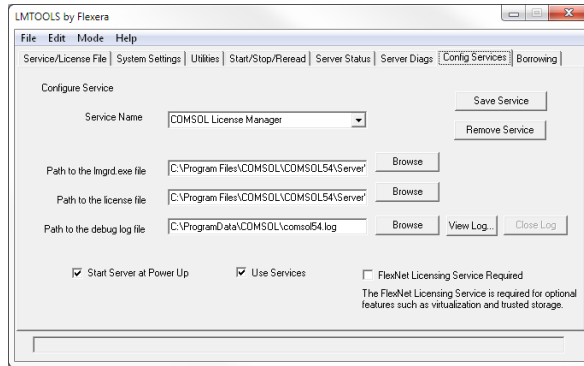 LMTOOLS by Flexera
File Edit Mode Help
Service/License File System Settings Utilities Start/Stop/Reread Server Status Server Diags Config Services Borrowing
Configure Service
Save Service
Service Name COMSOL License Manager
Remove Service
Path to the lmgrd.exe file C:\Program Files\COMSOL\COMSOL54\Server\ Browse
Path to the license file C:\Program Files\COMSOL\COMSOL54\Server\ Browse
Path to the debug log file C:\ProgramData\COMSOL\comsol54.log Browse View Log... Close Log
Start Server at Power Up Use Services FlexNet Licensing Service Required
The FlexNet Licensing Service is required for optional
features such as virtualization and trusted storage.